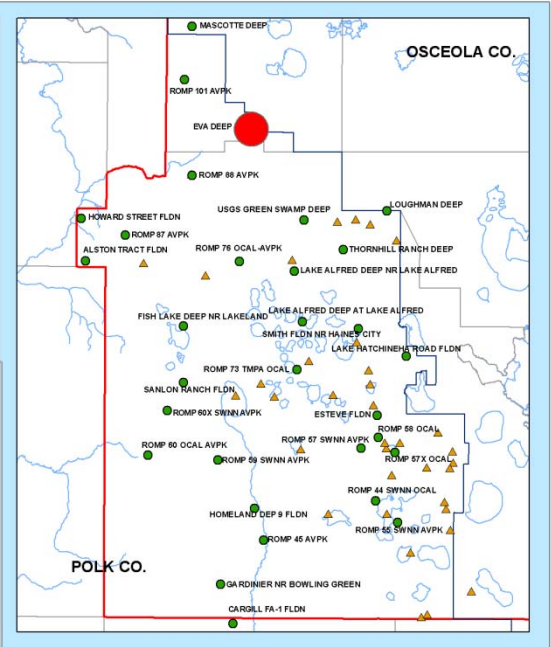 MASCOTTE DEEP
OSCEOLA CO.
ROMP 101 AVPK
EVA DEEP
ROMP 88 AVPK
LOUGHMAN DEEP
USGS GREEN SWAMP DEEP
HOWARD STREET FLDN
ROMP 87 AVPK
ALSTON TRACT FLDN
ROMP 76 OCAL-AVPK
THORNHILL RANCH DEEP
LAKE ALFRED DEEP NR LAKE ALFRED
LAKE ALFRED DEEP AT LAKE ALFRED
FISH LAKE DEEP NR LAKELAND
SMITH FLDN NR HAINES CITY
LAKE HATCHINEHA ROAD FLDN
ROMP 73 TMPA OCAL
SANLON RANCH FLDN
ROMP 60X SWNN AVPK
ESTEVE FLDN
ROMP 58 OCAL
ROMP 57 SWNN AVPK
ROMP 60 OCAL AVPK
ROMP 59 SWNN AVPK
ROMP 57X OCAL
ROMP 44 SWNN OCAL
HOMELAND DEP 9 FLDN
ROMP 55 SWNN AVPK
ROMP 45 AVPK
POLK CO.
GARDINIER NR BOWLING GREEN
CARGILL FA-1 FLDN